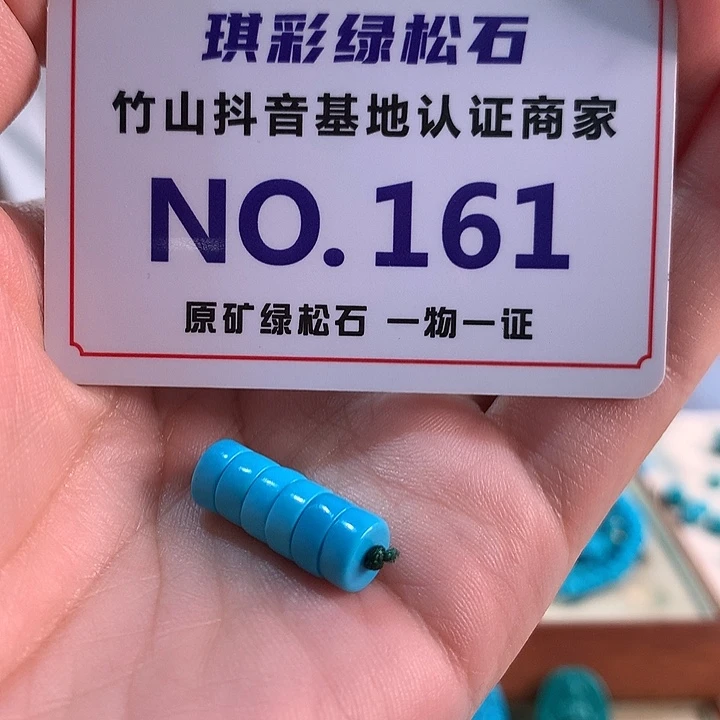 琪彩绿松石
竹山抖音基地认证商家
NO.161
原矿绿松石 一物一证